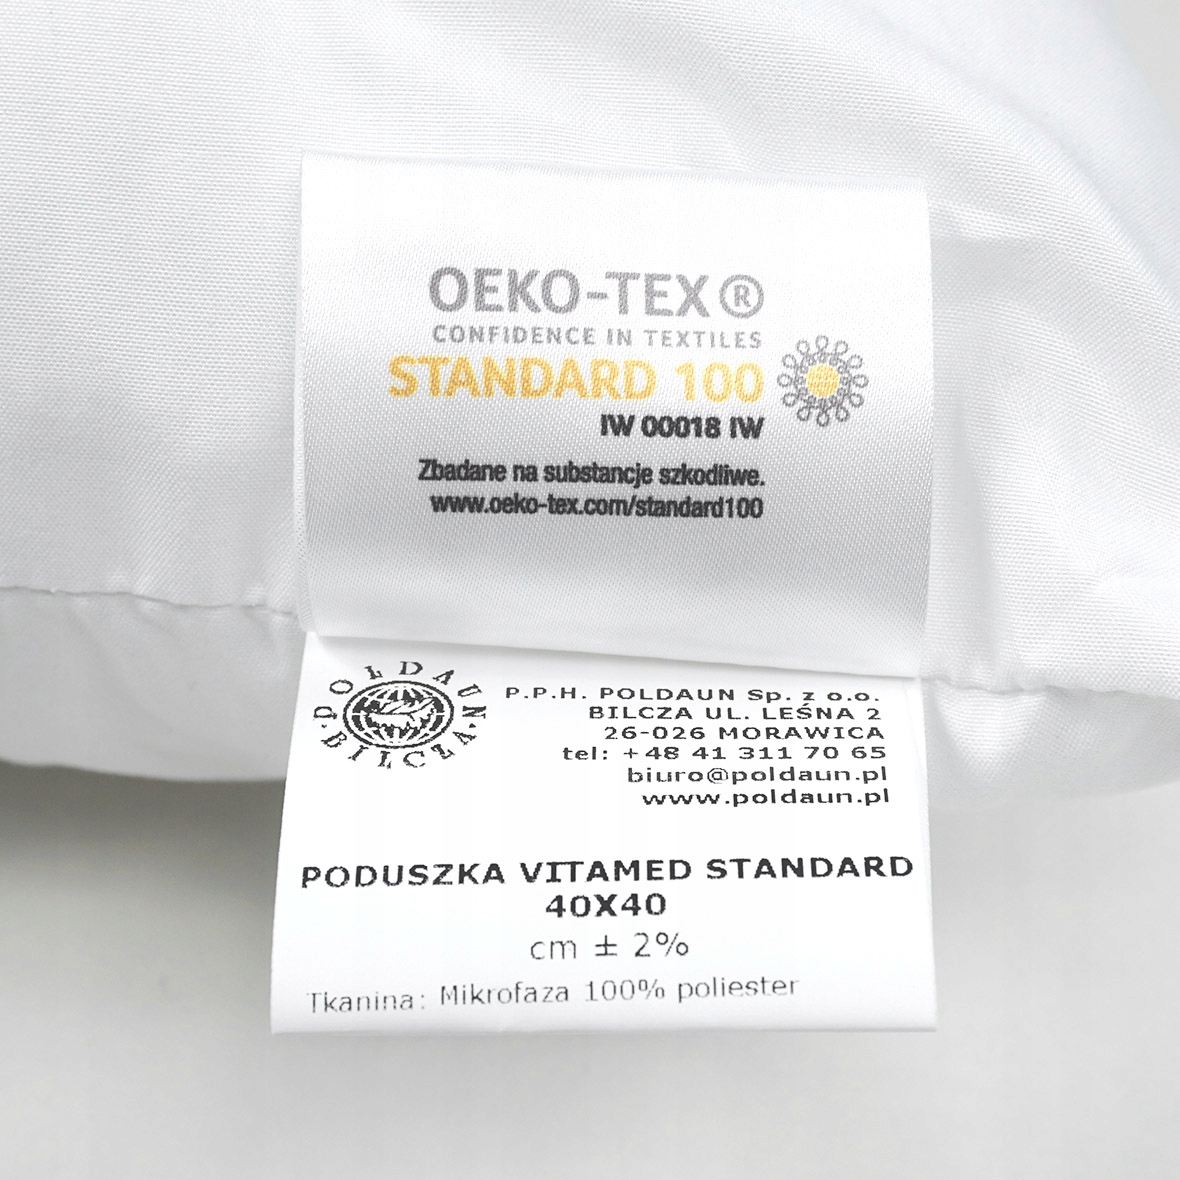 OEKO-TEX®
CONFIDENCE IN TEXTILES
STANDARD 100
IW 00018 IW
Zbadane na substancje szkodliwe.
www.oeko-tex.com/standard100
POLDAUN
BILCZA
P.P.H. POLDAUN Sp. z o.o.
BILCZA UL. LEŚNA 2
26-026 MORAWICA
tel: +48 41 311 70 65
biuro@poldaun.pl
www.poldaun.pl
PODUSZKA VITAMED STANDARD
40X40
cm ± 2%
Tkanina: Mikrofaza 100% poliester